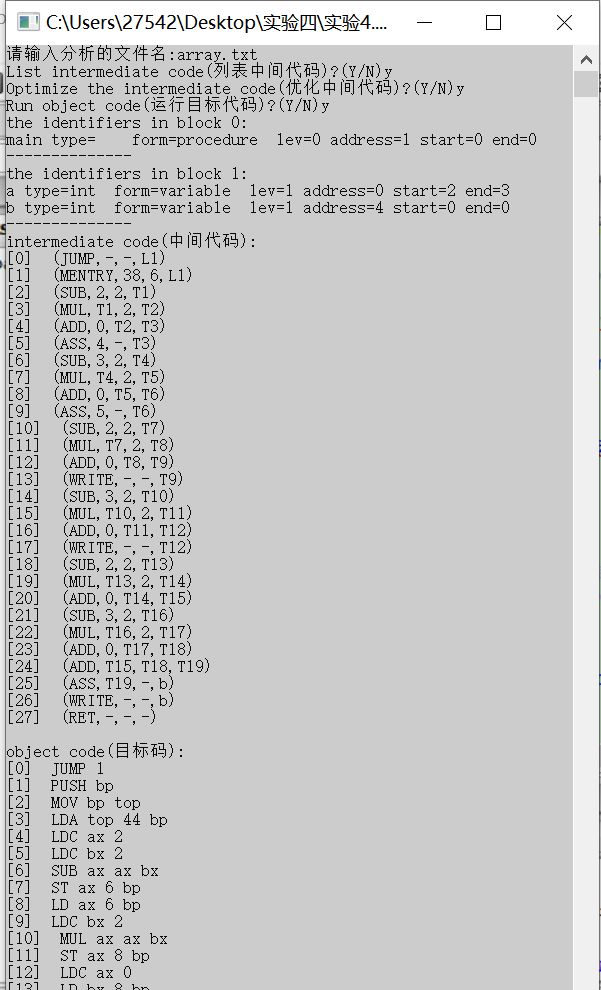 C:\Users\27542\Desktop\实验四\实验4....
请输入分析的文件名:array.txt
List intermediate code(列表中间代码)?(Y/N)y
Optimize the intermediate code(优化中间代码)?(Y/N)y
Run object code(运行目标代码)?(Y/N)y
the identifiers in block 0:
main type=    form=procedure  lev=0 address=1 start=0 end=0
--------------
the identifiers in block 1:
a type=int  form=variable  lev=1 address=0 start=2 end=3
b type=int  form=variable  lev=1 address=4 start=0 end=0
--------------
intermediate code(中间代码):
[0]  (JUMP,-,-,L1)
[1]  (MENTRY,38,6,L1)
[2]  (SUB,2,2,T1)
[3]  (MUL,T1,2,T2)
[4]  (ADD,0,T2,T3)
[5]  (ASS,4,-,T3)
[6]  (SUB,3,2,T4)
[7]  (MUL,T4,2,T5)
[8]  (ADD,0,T5,T6)
[9]  (ASS,5,-,T6)
[10]  (SUB,2,2,T7)
[11]  (MUL,T7,2,T8)
[12]  (ADD,0,T8,T9)
[13]  (WRITE,-,-,T9)
[14]  (SUB,3,2,T10)
[15]  (MUL,T10,2,T11)
[16]  (ADD,0,T11,T12)
[17]  (WRITE,-,-,T12)
[18]  (SUB,2,2,T13)
[19]  (MUL,T13,2,T14)
[20]  (ADD,0,T14,T15)
[21]  (SUB,3,2,T16)
[22]  (MUL,T16,2,T17)
[23]  (ADD,0,T17,T18)
[24]  (ADD,T15,T18,T19)
[25]  (ASS,T19,-,b)
[26]  (WRITE,-,-,b)
[27]  (RET,-,-,-)
object code(目标码):
[0]  JUMP 1
[1]  PUSH bp
[2]  MOV bp top
[3]  LDA top 44 bp
[4]  LDC ax 2
[5]  LDC bx 2
[6]  SUB ax ax bx
[7]  ST ax 6 bp
[8]  LD ax 6 bp
[9]  LDC bx 2
[10]  MUL ax ax bx
[11]  ST ax 8 bp
[12]  LDC ax 0
[13]  LD bx 8 bp